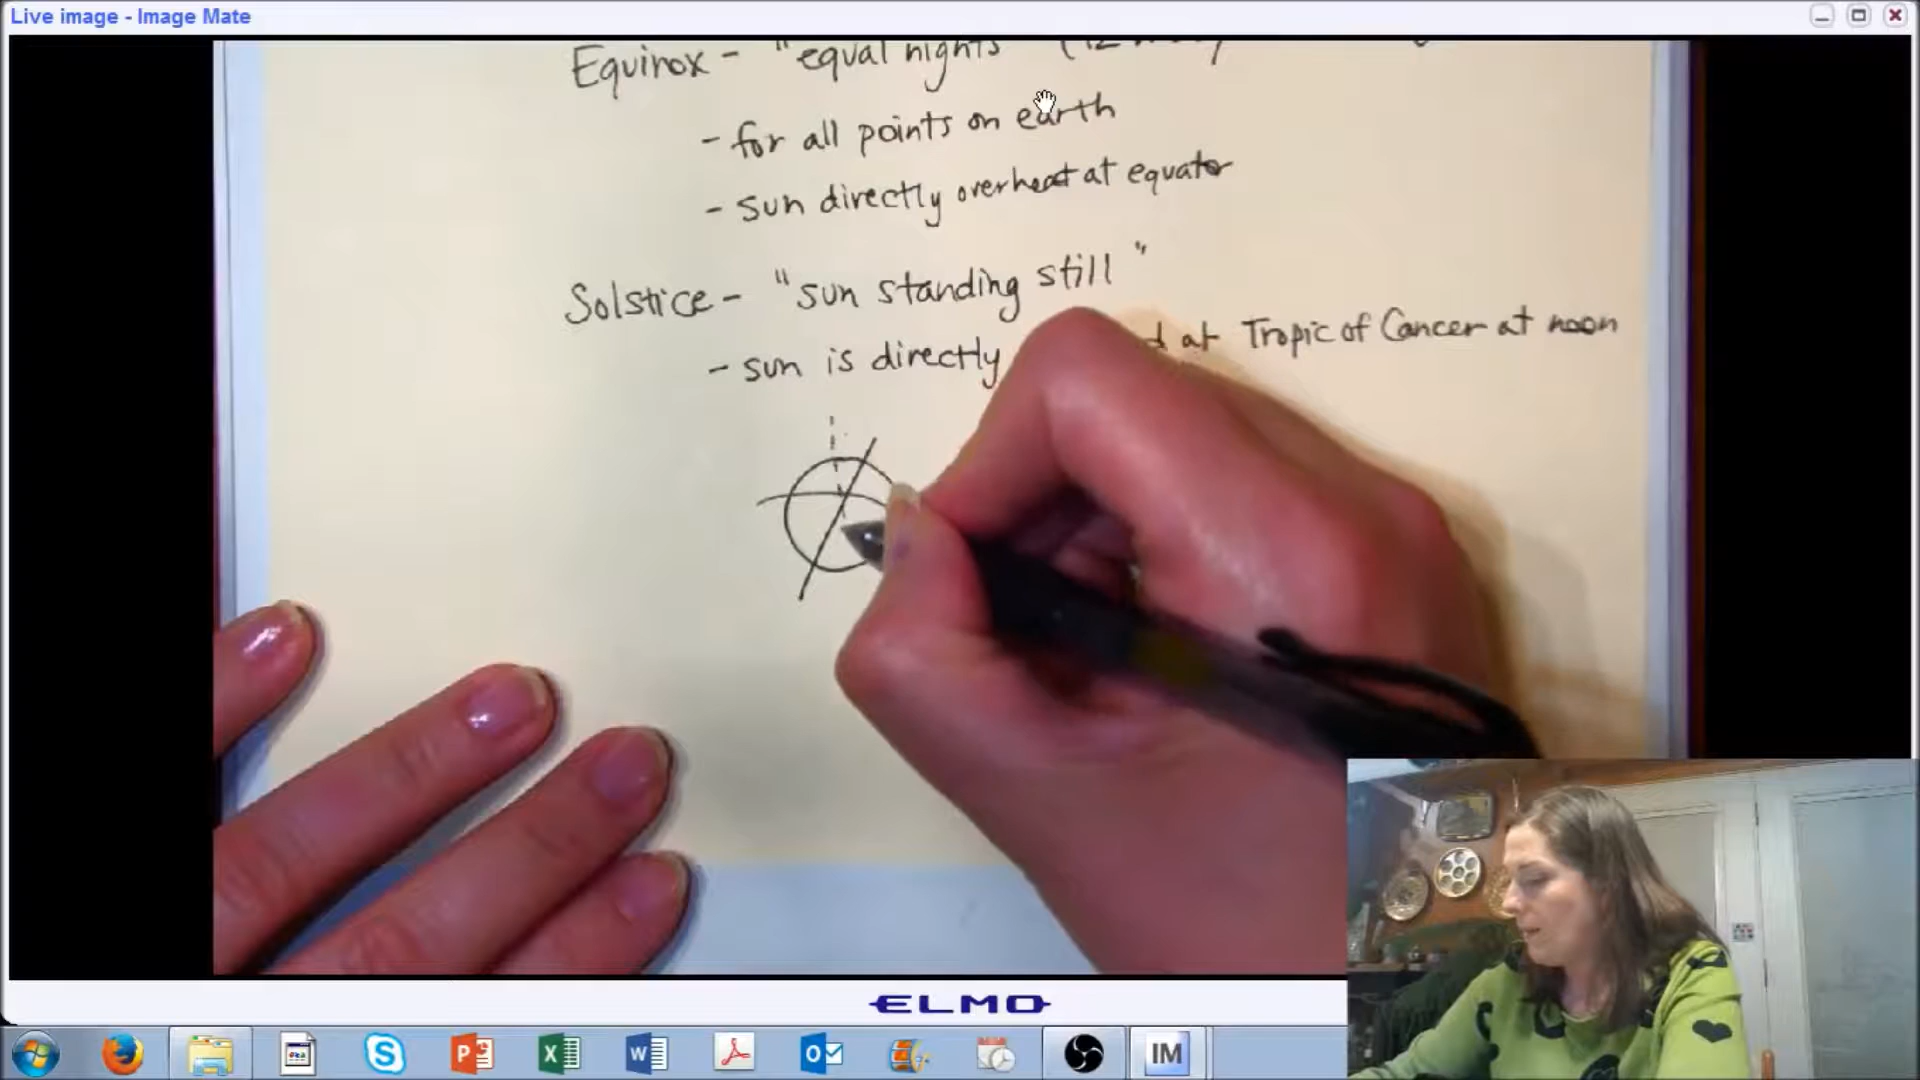 Live image - Image Mate
Equinox - "equal nights"
- for all points on earth
- sun directly overheat at equator
Solstice - "sun standing still"
- sun is directly d at Tropic of Cancer at noon
ELMO
IM